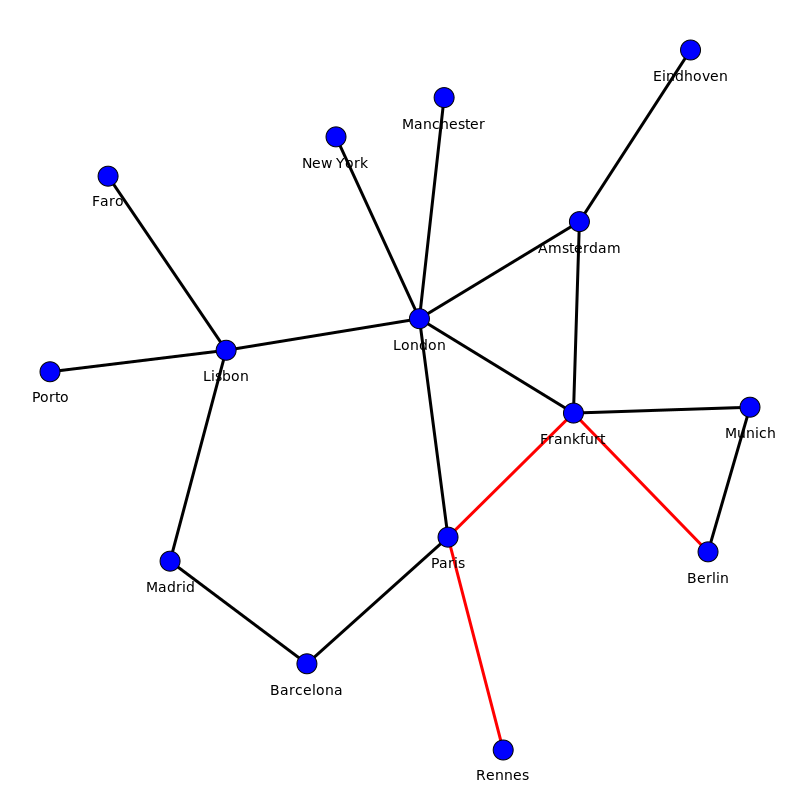 Eindhoven
Manchester
New York
Faro
Amsterdam
London
Lisbon
Porto
Munich
Frankfurt
Paris
Berlin
Madrid
Barcelona
Rennes